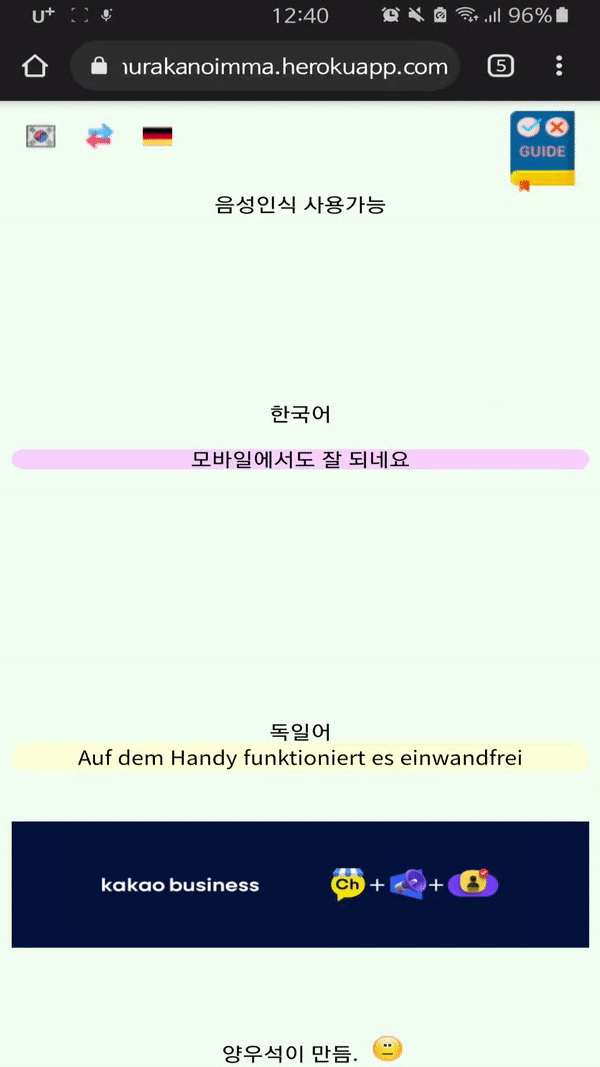 U+ 12:40 96%
ıurakanoimma.herokuapp.com 5
GUIDE
음성인식 사용가능
한국어
모바일에서도 잘 되네요
독일어
Auf dem Handy funktioniert es einwandfrei
kakao business Ch + +
양우석이 만듬.